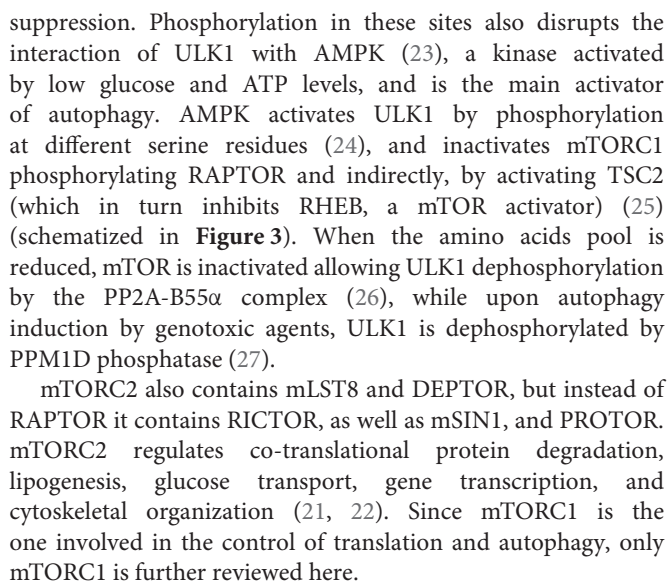 suppression. Phosphorylation in these sites also disrupts the
interaction of ULK1 with AMPK (23), a kinase activated
by low glucose and ATP levels, and is the main activator
of autophagy. AMPK activates ULK1 by phosphorylation
at different serine residues (24), and inactivates mTORC1
phosphorylating RAPTOR and indirectly, by activating TSC2
(which in turn inhibits RHEB, a mTOR activator) (25)
(schematized in Figure 3). When the amino acids pool is
reduced, mTOR is inactivated allowing ULK1 dephosphorylation
by the PP2A-B55α complex (26), while upon autophagy
induction by genotoxic agents, ULK1 is dephosphorylated by
PPM1D phosphatase (27).
mTORC2 also contains mLST8 and DEPTOR, but instead of
RAPTOR it contains RICTOR, as well as mSIN1, and PROTOR.
mTORC2 regulates co-translational protein degradation,
lipogenesis, glucose transport, gene transcription, and
cytoskeletal organization (21, 22). Since mTORC1 is the
one involved in the control of translation and autophagy, only
mTORC1 is further reviewed here.